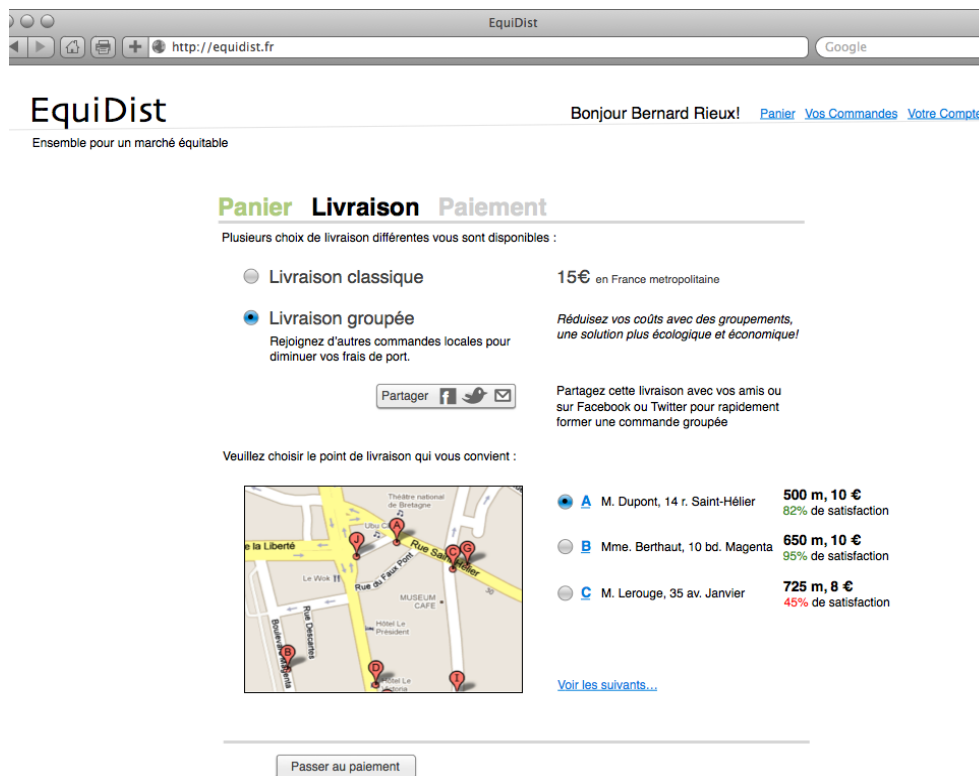 EquiDist
http://equidist.fr
Google
EquiDist
Bonjour Bernard Rieux! Panier Vos Commandes Votre Compte
Ensemble pour un marché équitable
Panier Livraison Paiement
Plusieurs choix de livraison différentes vous sont disponibles :
Livraison classique
15€ en France metropolitaine
Livraison groupée
Rejoignez d'autres commandes locales pour
diminuer vos frais de port.
Réduisez vos coûts avec des groupements,
une solution plus écologique et économique!
Partager
Partagez cette livraison avec vos amis ou
sur Facebook ou Twitter pour rapidement
former une commande groupée
Veuillez choisir le point de livraison qui vous convient :
Théâtre national
de Bretagne
Ubu
A
J
e la Liberté
Rue Saint-Hélier
C
G
Le Wok
Rue du Faux Pont
35
MUSEUM
CAFE
Rue Descartes
Hôtel Le
Président
Boulevard Magenta
B
D
Hôtel Le
I
A M. Dupont, 14 r. Saint-Hélier
500 m, 10 €
82% de satisfaction
B Mme. Berthaut, 10 bd. Magenta
650 m, 10 €
95% de satisfaction
C M. Lerouge, 35 av. Janvier
725 m, 8 €
45% de satisfaction
Voir les suivants...
Passer au paiement